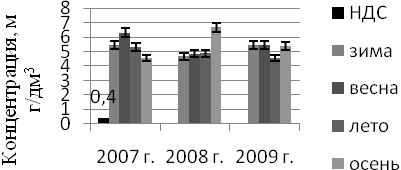 Концентрация, м
г/дм³
8
7
6
5
4
3
2
1
0
0,4
2007 г.
2008 г.
2009 г.
НДС
зима
весна
лето
осень